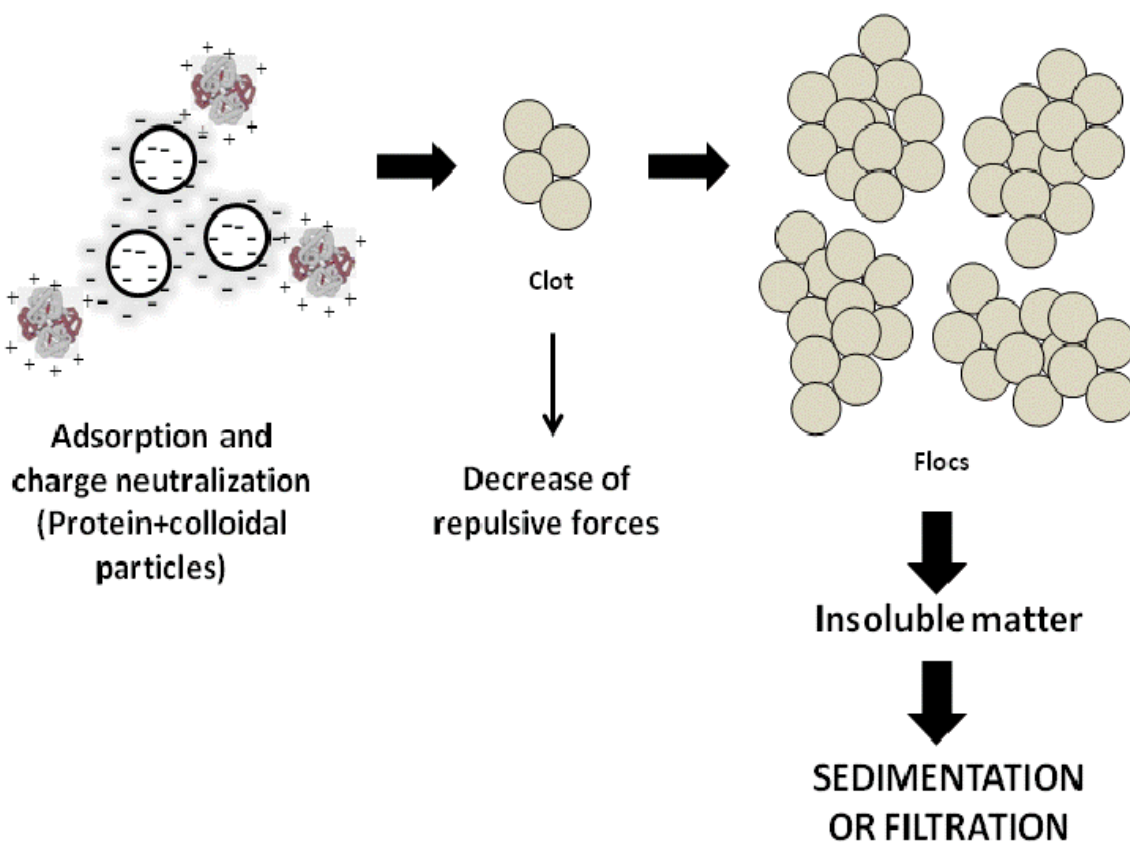 Adsorption and
charge neutralization
(Protein+colloidal
particles)
Clot
Decrease of
repulsive forces
Flocs
Insoluble matter
SEDIMENTATION
OR FILTRATION